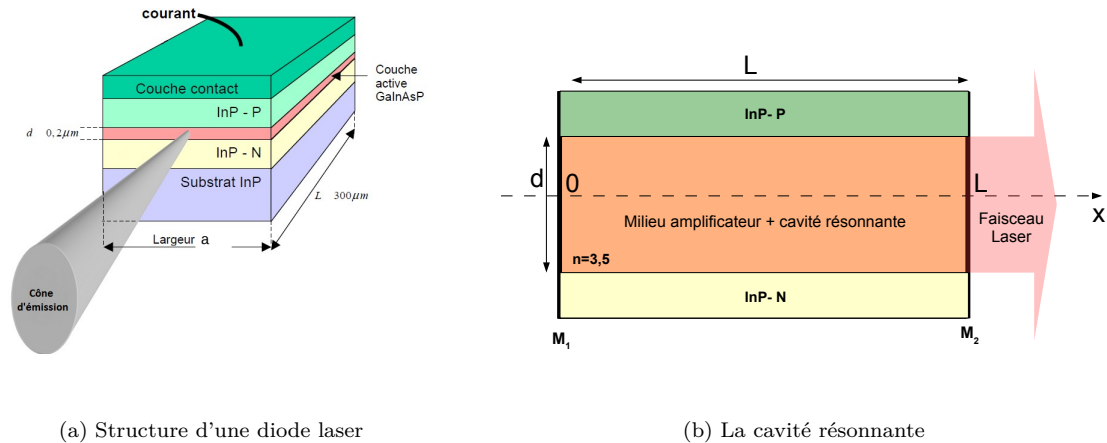 courant
Couche contact
Couche
active
GaInAsP
InP - P
d 0,2μm
InP - N
Substrat InP
L 300μm
Largeur a
Cône
d'émission
L
InP- P
d
0
L
x
Milieu amplificateur + cavité résonnante
Faisceau
Laser
n=3,5
InP- N
M1
M2
(a) Structure d'une diode laser
(b) La cavité résonnante